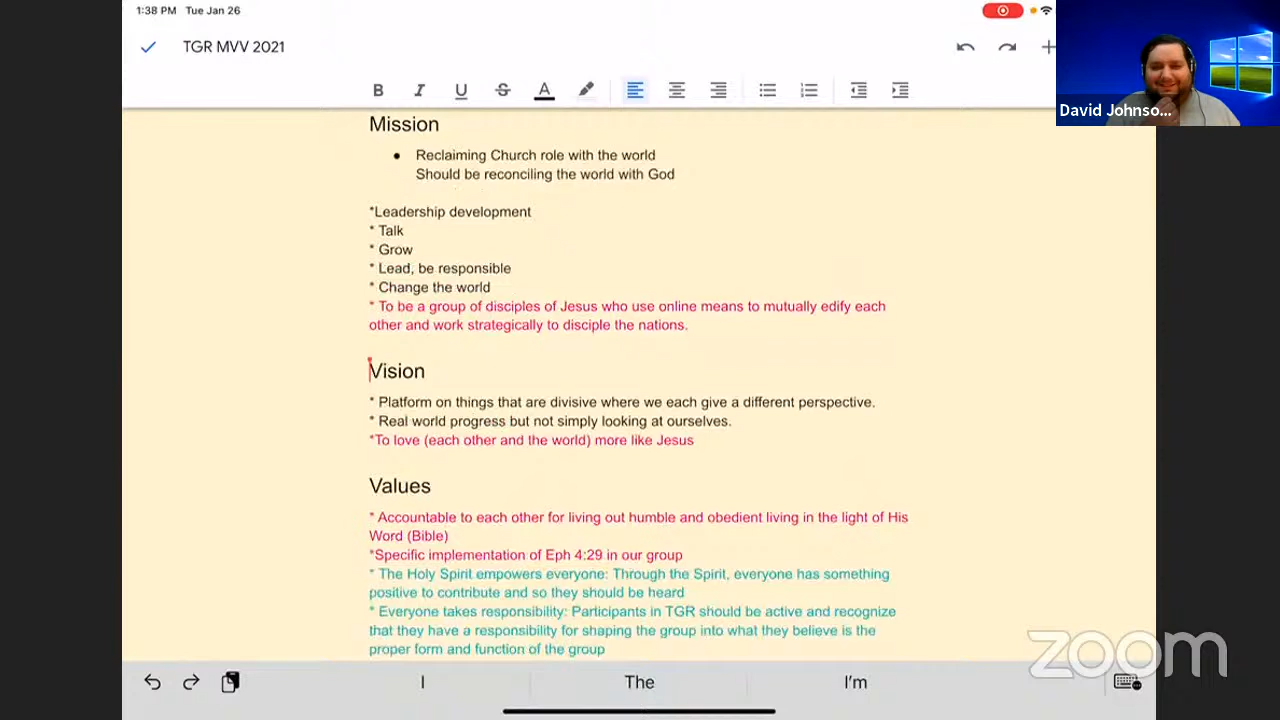 1:38 PM Tue Jan 26
TGR MVV 2021
B I U S A
David Johnso...
Mission
● Reclaiming Church role with the world
Should be reconciling the world with God
*Leadership development
* Talk
* Grow
* Lead, be responsible
* Change the world
* To be a group of disciples of Jesus who use online means to mutually edify each
other and work strategically to disciple the nations.
Vision
* Platform on things that are divisive where we each give a different perspective.
* Real world progress but not simply looking at ourselves.
*To love (each other and the world) more like Jesus
Values
* Accountable to each other for living out humble and obedient living in the light of His
Word (Bible)
*Specific implementation of Eph 4:29 in our group
* The Holy Spirit empowers everyone: Through the Spirit, everyone has something
positive to contribute and so they should be heard
* Everyone takes responsibility: Participants in TGR should be active and recognize
that they have a responsibility for shaping the group into what they believe is the
proper form and function of the group
zoom
I The I'm